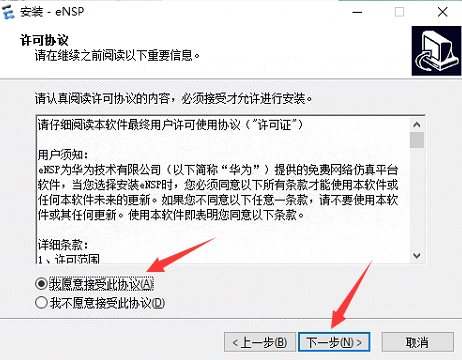 安装 - eNSP
许可协议
请在继续之前阅读以下重要信息。
请认真阅读许可协议的内容，必须接受才允许进行安装。
请仔细阅读本软件最终用户许可使用协议（"许可证"）
用户须知：
eNSP为华为技术有限公司（以下简称“华为”）提供的免费网络仿真平台
软件，当您选择安装eNSP时，您必须同意以下所有条款才能使用本软件或
任何本软件未来的更新。如果您不同意以下任意一条款，请不要使用本软
件或其任何更新。使用本软件即表明您同意以下条款。
详细条款：
1、许可范围
我愿意接受此协议(A)
我不愿意接受此协议(D)
< 上一步(B) 下一步(N) > 取消